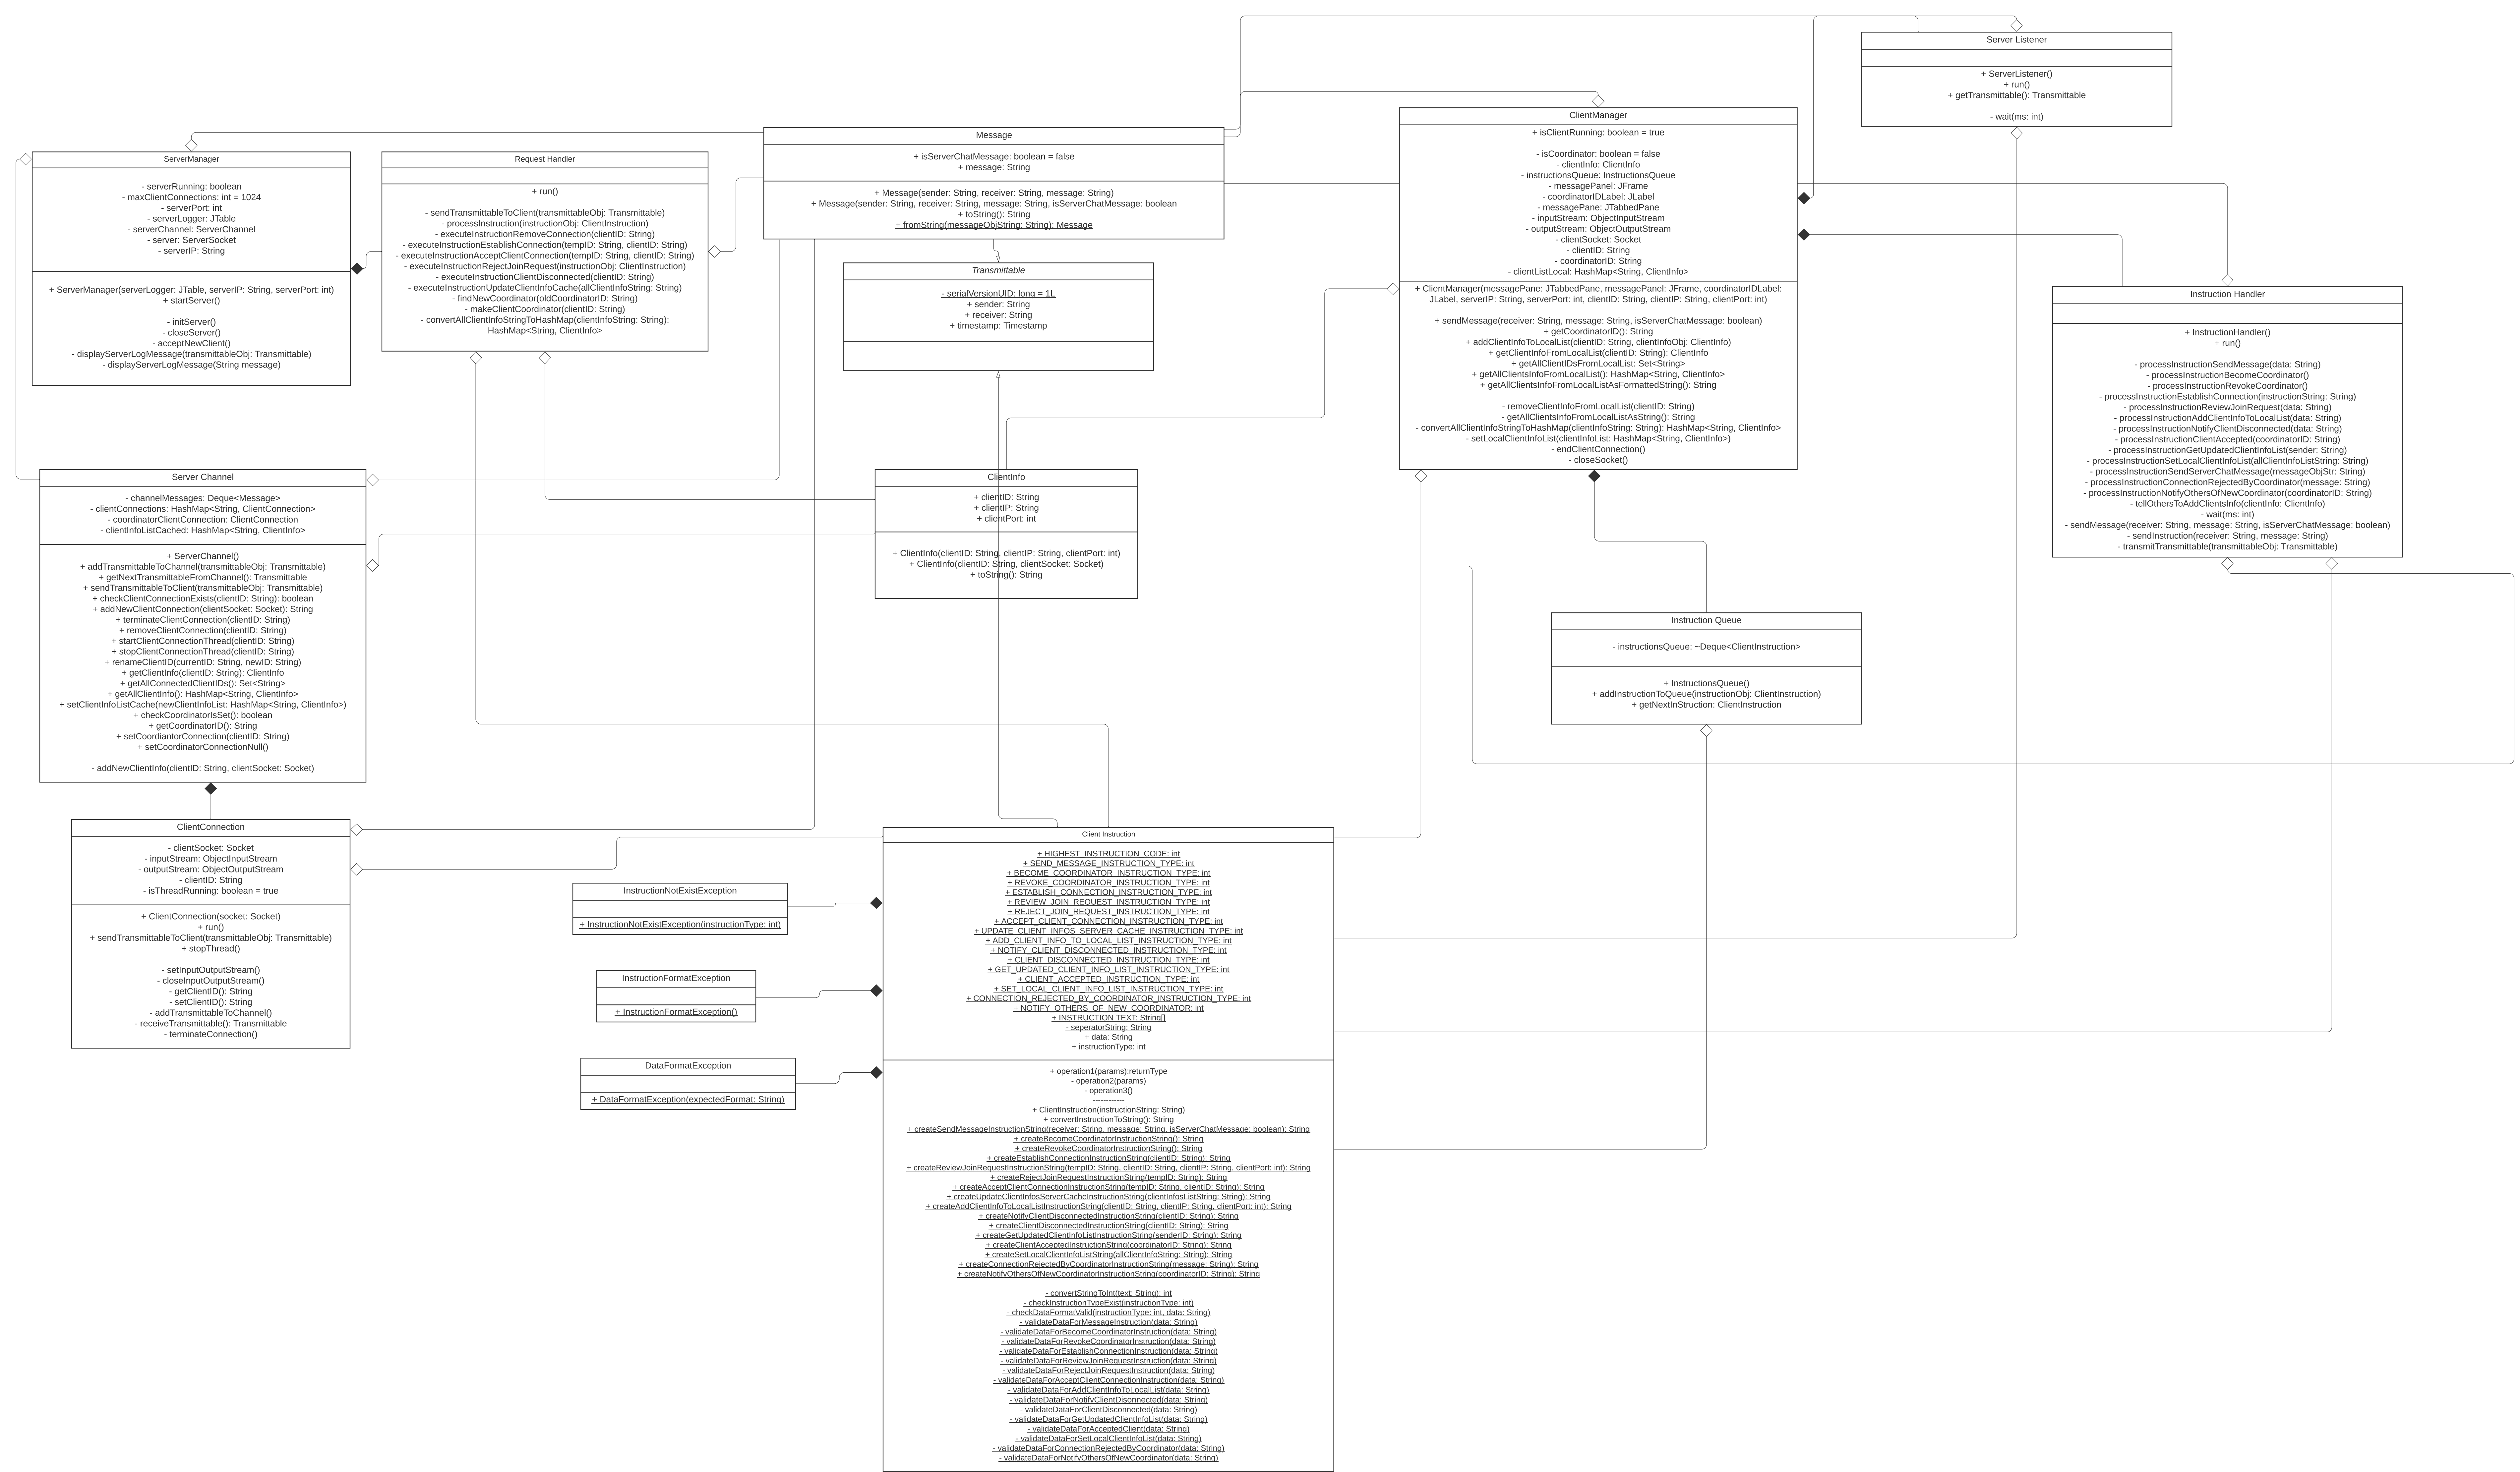 Server Listener
+ ServerListener()
+ run()
+ getTransmittable(): Transmittable
- wait(ms: int)
ClientManager
+ isClientRunning: boolean = true
- isCoordinator: boolean = false
- clientInfo: ClientInfo
- instructionsQueue: InstructionsQueue
- messagePanel: JFrame
- coordinatorIDLabel: JLabel
- messagePane: JTabbedPane
- inputStream: ObjectInputStream
- outputStream: ObjectOutputStream
- clientSocket: Socket
- clientID: String
- coordinatorID: String
- clientListLocal: HashMap<String, ClientInfo>
+ ClientManager(messagePane: JTabbedPane, messagePanel: JFrame, coordinatorIDLabel:
JLabel, serverIP: String, serverPort: int, clientID: String, clientIP: String, clientPort: int)
+ sendMessage(receiver: String, message: String, isServerChatMessage: boolean)
+ getCoordinatorID(): String
+ addClientInfoToLocalList(clientID: String, clientInfoObj: ClientInfo)
+ getClientInfoFromLocalList(clientID: String): ClientInfo
+ getAllClientIDsFromLocalList: Set<String>
+ getAllClientsInfoFromLocalList(): HashMap<String, ClientInfo>
+ getAllClientsInfoFromLocalListAsFormattedString(): String
- removeClientInfoFromLocalList(clientID: String)
- getAllClientsInfoFromLocalListAsString(): String
- convertAllClientInfoStringToHashMap(clientInfoString: String): HashMap<String, ClientInfo>
- setLocalClientInfoList(clientInfoList: HashMap<String, ClientInfo>)
- endClientConnection()
- closeSocket()
Message
+ isServerChatMessage: boolean = false
+ message: String
+ Message(sender: String, receiver: String, message: String)
+ Message(sender: String, receiver: String, message: String, isServerChatMessage: boolean
+ toString(): String
+ fromString(messageObjString: String): Message
ServerManager
- serverRunning: boolean
- maxClientConnections: int = 1024
- serverPort: int
- serverLogger: JTable
- serverChannel: ServerChannel
- server: ServerSocket
- serverIP: String
+ ServerManager(serverLogger: JTable, serverIP: String, serverPort: int)
+ startServer()
- initServer()
- closeServer()
- acceptNewClient()
- displayServerLogMessage(transmittableObj: Transmittable)
- displayServerLogMessage(String message)
Request Handler
+ run()
- sendTransmittableToClient(transmittableObj: Transmittable)
- processInstruction(instructionObj: ClientInstruction)
- executeInstructionRemoveConnection(clientID: String)
- executeInstructionEstablishConnection(tempID: String, clientID: String)
- executeInstructionAcceptClientConnection(tempID: String, clientID: String)
- executeInstructionRejectJoinRequest(instructionObj: ClientInstruction)
- executeInstructionClientDisconnected(clientID: String)
- executeInstructionUpdateClientInfoCache(allClientInfoString: String)
- findNewCoordinator(oldCoordinatorID: String)
- makeClientCoordinator(clientID: String)
- convertAllClientInfoStringToHashMap(clientInfoString: String):
HashMap<String, ClientInfo>
Transmittable
- serialVersionUID: long = 1L
+ sender: String
+ receiver: String
+ timestamp: Timestamp
Instruction Handler
+ InstructionHandler()
+ run()
- processInstructionSendMessage(data: String)
- processInstructionBecomeCoordinator()
- processInstructionRevokeCoordinator()
- processInstructionEstablishConnection(instructionString: String)
- processInstructionReviewJoinRequest(data: String)
- processInstructionAddClientInfoToLocalList(data: String)
- processInstructionNotifyClientDisconnected(data: String)
- processInstructionClientAccepted(coordinatorID: String)
- processInstructionGetUpdatedClientInfoList(sender: String)
- processInstructionSetLocalClientInfoList(allClientInfoListString: String)
- processInstructionSendServerChatMessage(messageObjStr: String)
- processInstructionConnectionRejectedByCoordinator(message: String)
- processInstructionNotifyOthersOfNewCoordinator(coordinatorID: String)
- tellOthersToAddClientsInfo(clientInfo: ClientInfo)
- wait(ms: int)
- sendMessage(receiver: String, message: String, isServerChatMessage: boolean)
- sendInstruction(receiver: String, message: String)
- transmitTransmittable(transmittableObj: Transmittable)
Server Channel
- channelMessages: Deque<Message>
- clientConnections: HashMap<String, ClientConnection>
- coordinatorClientConnection: ClientConnection
- clientInfoListCached: HashMap<String, ClientInfo>
+ ServerChannel()
+ addTransmittableToChannel(transmittableObj: Transmittable)
+ getNextTransmittableFromChannel(): Transmittable
+ sendTransmittableToClient(transmittableObj: Transmittable)
+ checkClientConnectionExists(clientID: String): boolean
+ addNewClientConnection(clientSocket: Socket): String
+ terminateClientConnection(clientID: String)
+ removeClientConnection(clientID: String)
+ startClientConnectionThread(clientID: String)
+ stopClientConnectionThread(clientID: String)
+ renameClientID(currentID: String, newID: String)
+ getClientInfo(clientID: String): ClientInfo
+ getAllConnectedClientIDs(): Set<String>
+ getAllClientInfo(): HashMap<String, ClientInfo>
+ setClientInfoListCache(newClientInfoList: HashMap<String, ClientInfo>)
+ checkCoordinatorIsSet(): boolean
+ getCoordinatorID(): String
+ setCoordiantorConnection(clientID: String)
+ setCoordinatorConnectionNull()
- addNewClientInfo(clientID: String, clientSocket: Socket)
ClientInfo
+ clientID: String
+ clientIP: String
+ clientPort: int
+ ClientInfo(clientID: String, clientIP: String, clientPort: int)
+ ClientInfo(clientID: String, clientSocket: Socket)
+ toString(): String
Instruction Queue
- instructionsQueue: ~Deque<ClientInstruction>
+ InstructionsQueue()
+ addInstructionToQueue(instructionObj: ClientInstruction)
+ getNextInStruction: ClientInstruction
ClientConnection
- clientSocket: Socket
- inputStream: ObjectInputStream
- outputStream: ObjectOutputStream
- clientID: String
- isThreadRunning: boolean = true
+ ClientConnection(socket: Socket)
+ run()
+ sendTransmittableToClient(transmittableObj: Transmittable)
+ stopThread()
- setInputOutputStream()
- closeInputOutputStream()
- getClientID(): String
- setClientID(): String
- addTransmittableToChannel()
- receiveTransmittable(): Transmittable
- terminateConnection()
InstructionNotExistException
+ InstructionNotExistException(instructionType: int)
InstructionFormatException
+ InstructionFormatException()
DataFormatException
+ DataFormatException(expectedFormat: String)
Client Instruction
+ HIGHEST_INSTRUCTION_CODE: int
+ SEND_MESSAGE_INSTRUCTION_TYPE: int
+ BECOME_COORDINATOR_INSTRUCTION_TYPE: int
+ REVOKE_COORDINATOR_INSTRUCTION_TYPE: int
+ ESTABLISH_CONNECTION_INSTRUCTION_TYPE: int
+ REVIEW_JOIN_REQUEST_INSTRUCTION_TYPE: int
+ REJECT_JOIN_REQUEST_INSTRUCTION_TYPE: int
+ ACCEPT_CLIENT_CONNECTION_INSTRUCTION_TYPE: int
+ UPDATE_CLIENT_INFOS_SERVER_CACHE_INSTRUCTION_TYPE: int
+ ADD_CLIENT_INFO_TO_LOCAL_LIST_INSTRUCTION_TYPE: int
+ NOTIFY_CLIENT_DISCONNECTED_INSTRUCTION_TYPE: int
+ CLIENT_DISCONNECTED_INSTRUCTION_TYPE: int
+ GET_UPDATED_CLIENT_INFO_LIST_INSTRUCTION_TYPE: int
+ CLIENT_ACCEPTED_INSTRUCTION_TYPE: int
+ SET_LOCAL_CLIENT_INFO_LIST_INSTRUCTION_TYPE: int
+ CONNECTION_REJECTED_BY_COORDINATOR_INSTRUCTION_TYPE: int
+ NOTIFY_OTHERS_OF_NEW_COORDINATOR: int
+ INSTRUCTION TEXT: String[]
- seperatorString: String
+ data: String
+ instructionType: int
+ operation1(params):returnType
- operation2(params)
- operation3()
------------
+ ClientInstruction(instructionString: String)
+ convertInstructionToString(): String
+ createSendMessageInstructionString(receiver: String, message: String, isServerChatMessage: boolean): String
+ createBecomeCoordinatorInstructionString(): String
+ createRevokeCoordinatorInstructionString(): String
+ createEstablishConnectionInstructionString(clientID: String): String
+ createReviewJoinRequestInstructionString(tempID: String, clientID: String, clientIP: String, clientPort: int): String
+ createRejectJoinRequestInstructionString(tempID: String): String
+ createAcceptClientConnectionInstructionString(tempID: String, clientID: String): String
+ createUpdateClientInfosServerCacheInstructionString(clientInfosListString: String): String
+ createAddClientInfoToLocalListInstructionString(clientID: String, clientIP: String, clientPort: int): String
+ createNotifyClientDisconnectedInstructionString(clientID: String): String
+ createClientDisconnectedInstructionString(clientID: String): String
+ createGetUpdatedClientInfoListInstructionString(senderID: String): String
+ createClientAcceptedInstructionString(coordinatorID: String): String
+ createSetLocalClientInfoListString(allClientInfoString: String): String
+ createConnectionRejectedByCoordinatorInstructionString(message: String): String
+ createNotifyOthersOfNewCoordinatorInstructionString(coordinatorID: String): String
- convertStringToInt(text: String): int
- checkInstructionTypeExist(instructionType: int)
- checkDataFormatValid(instructionType: int, data: String)
- validateDataForMessageInstruction(data: String)
- validateDataForBecomeCoordinatorInstruction(data: String)
- validateDataForRevokeCoordinatorInstruction(data: String)
- validateDataForEstablishConnectionInstruction(data: String)
- validateDataForReviewJoinRequestInstruction(data: String)
- validateDataForRejectJoinRequestInstruction(data: String)
- validateDataForAcceptClientConnectionInstruction(data: String)
- validateDataForAddClientInfoToLocalList(data: String)
- validateDataForNotifyClientDisonnected(data: String)
- validateDataForClientDisconnected(data: String)
- validateDataForGetUpdatedClientInfoList(data: String)
- validateDataForAcceptedClient(data: String)
- validateDataForSetLocalClientInfoList(data: String)
- validateDataForConnectionRejectedByCoordinator(data: String)
- validateDataForNotifyOthersOfNewCoordinator(data: String)